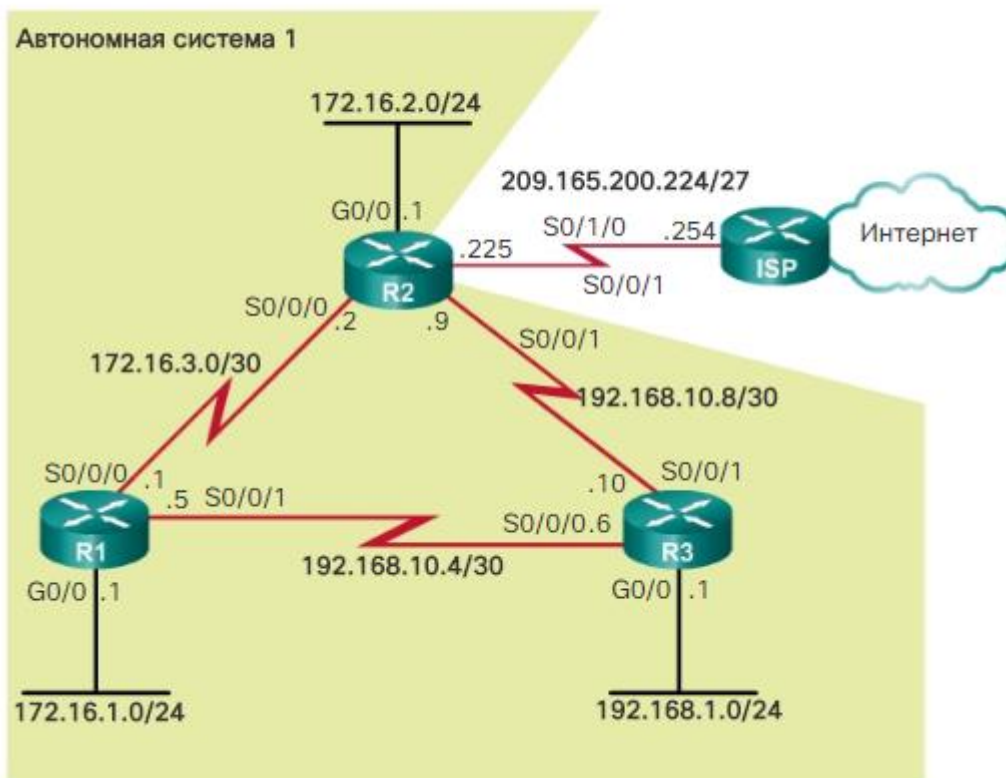 Автономная система 1
172.16.2.0/24
209.165.200.224/27
G0/0 .1
S0/1/0
.254
Интернет
.225
ISP
R2
S0/0/1
S0/0/0
.2
.9
S0/0/1
172.16.3.0/30
192.168.10.8/30
S0/0/0 .1
S0/0/1
.10
.5 S0/0/1
S0/0/0.6
R1
R3
192.168.10.4/30
G0/0 .1
G0/0 .1
172.16.1.0/24
192.168.1.0/24